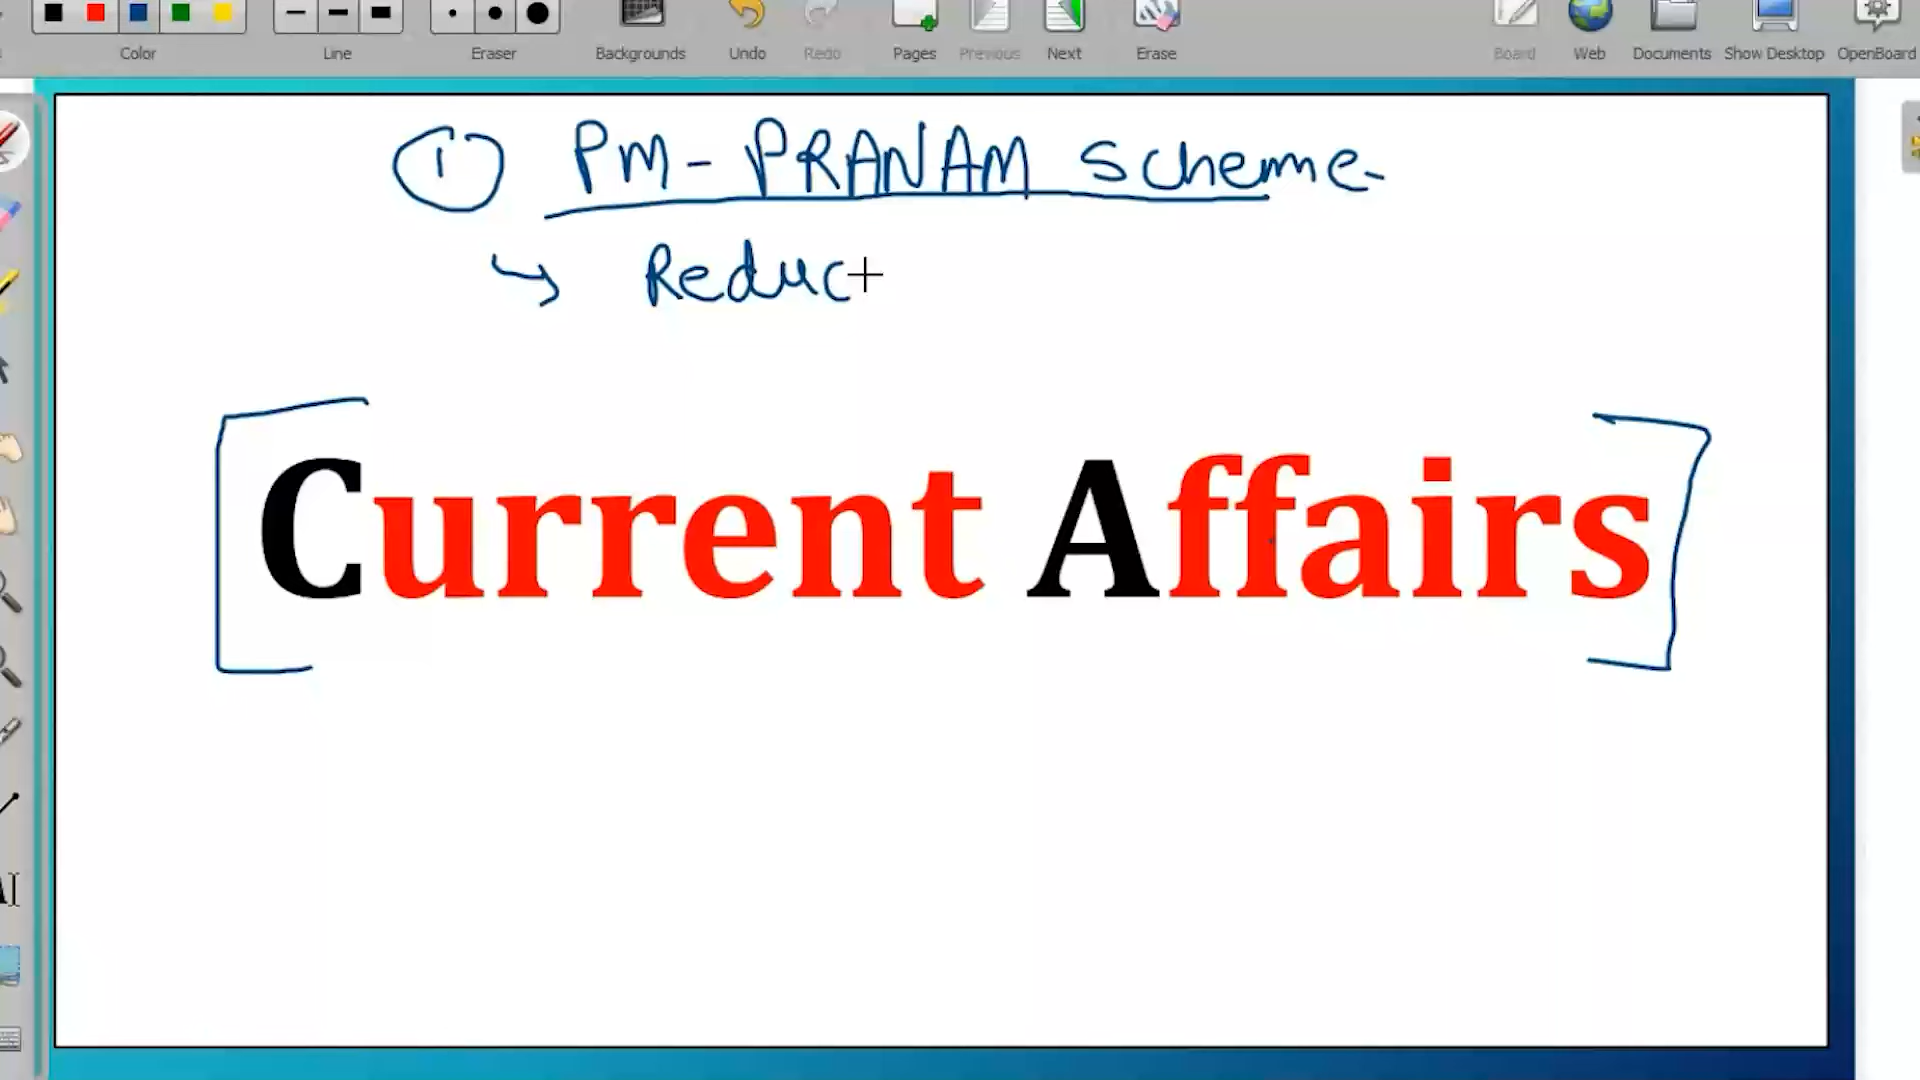 Color Line Eraser Backgrounds Undo Redo Pages Previous Next Erase Board Web Documents Show Desktop OpenBoard
① PM-PRANAM Scheme
↳ Reduc
Current Affairs